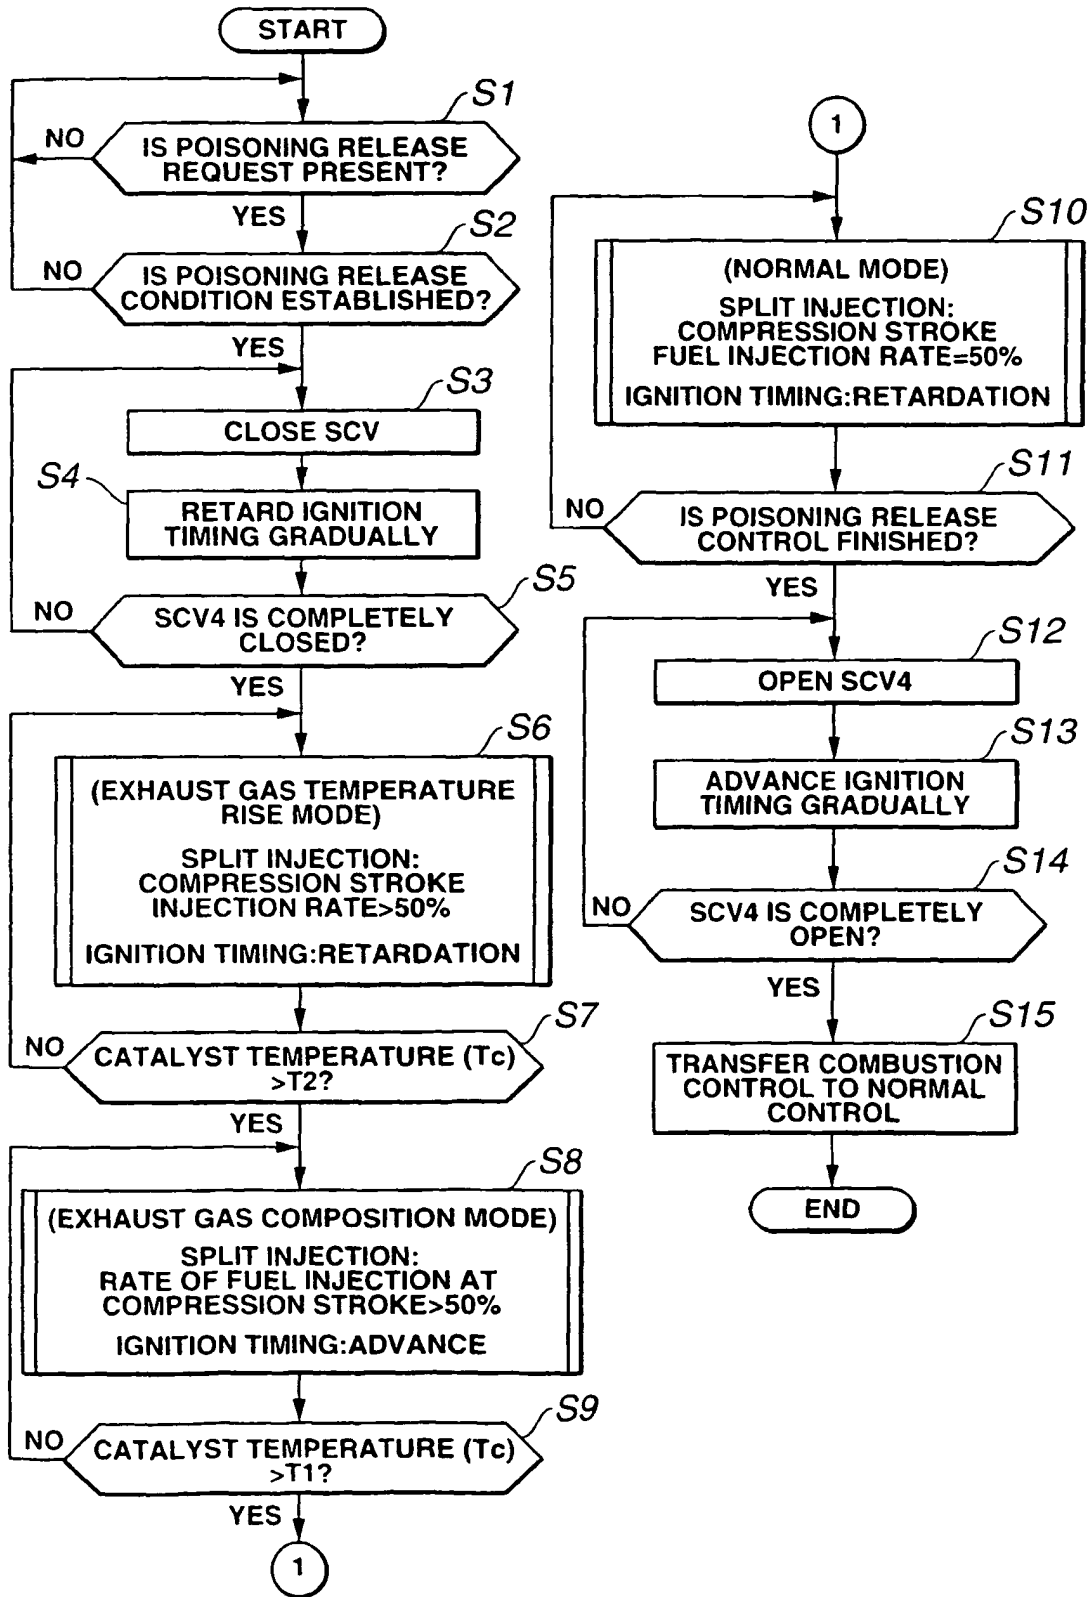 START
S1
NO
IS POISONING RELEASE
REQUEST PRESENT?
YES
S2
NO
IS POISONING RELEASE
CONDITION ESTABLISHED?
YES
S3
CLOSE SCV
S4
RETARD IGNITION
TIMING GRADUALLY
S5
NO
SCV4 IS COMPLETELY
CLOSED?
YES
S6
(EXHAUST GAS TEMPERATURE
RISE MODE)
SPLIT INJECTION:
COMPRESSION STROKE
INJECTION RATE>50%
IGNITION TIMING:RETARDATION
S7
NO
CATALYST TEMPERATURE (Tc)
>T2?
YES
S8
(EXHAUST GAS COMPOSITION MODE)
SPLIT INJECTION:
RATE OF FUEL INJECTION AT
COMPRESSION STROKE>50%
IGNITION TIMING:ADVANCE
S9
NO
CATALYST TEMPERATURE (Tc)
>T1?
YES
1
1
S10
(NORMAL MODE)
SPLIT INJECTION:
COMPRESSION STROKE
FUEL INJECTION RATE=50%
IGNITION TIMING:RETARDATION
S11
NO
IS POISONING RELEASE
CONTROL FINISHED?
YES
S12
OPEN SCV4
S13
ADVANCE IGNITION
TIMING GRADUALLY
S14
NO
SCV4 IS COMPLETELY
OPEN?
YES
S15
TRANSFER COMBUSTION
CONTROL TO NORMAL
CONTROL
END